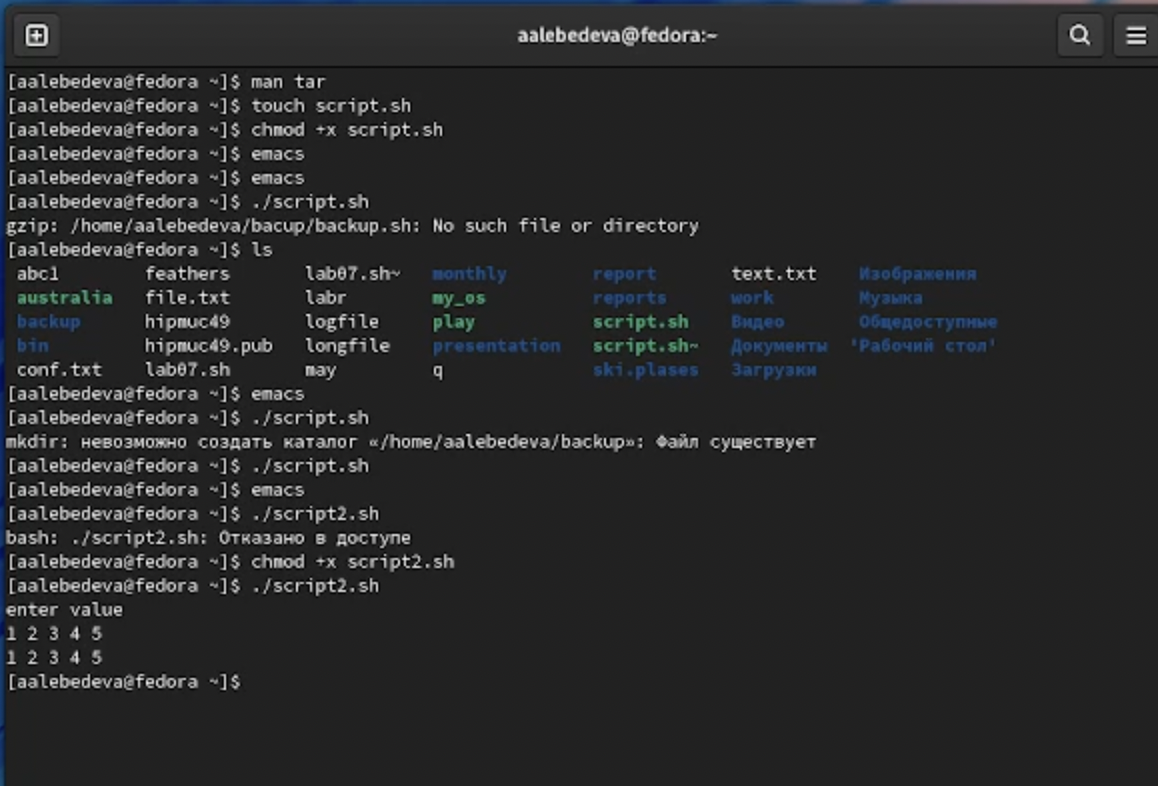 aalebedeva@fedora:~
[aalebedeva@fedora ~]$ man tar
[aalebedeva@fedora ~]$ touch script.sh
[aalebedeva@fedora ~]$ chmod +x script.sh
[aalebedeva@fedora ~]$ emacs
[aalebedeva@fedora ~]$ emacs
[aalebedeva@fedora ~]$ ./script.sh
gzip: /home/aalebedeva/bacup/backup.sh: No such file or directory
[aalebedeva@fedora ~]$ ls
abc1 feathers lab07.sh~ monthly report text.txt Изображения
australia file.txt labr my_os reports work Музыка
backup hipmuc49 logfile play script.sh Видео Общедоступные
bin hipmuc49.pub longfile presentation script.sh~ Документы 'Рабочий стол'
conf.txt lab07.sh may q ski.plases Загрузки
[aalebedeva@fedora ~]$ emacs
[aalebedeva@fedora ~]$ ./script.sh
mkdir: невозможно создать каталог «/home/aalebedeva/backup»: Файл существует
[aalebedeva@fedora ~]$ ./script.sh
[aalebedeva@fedora ~]$ emacs
[aalebedeva@fedora ~]$ ./script2.sh
bash: ./script2.sh: Отказано в доступе
[aalebedeva@fedora ~]$ chmod +x script2.sh
[aalebedeva@fedora ~]$ ./script2.sh
enter value
1 2 3 4 5
1 2 3 4 5
[aalebedeva@fedora ~]$